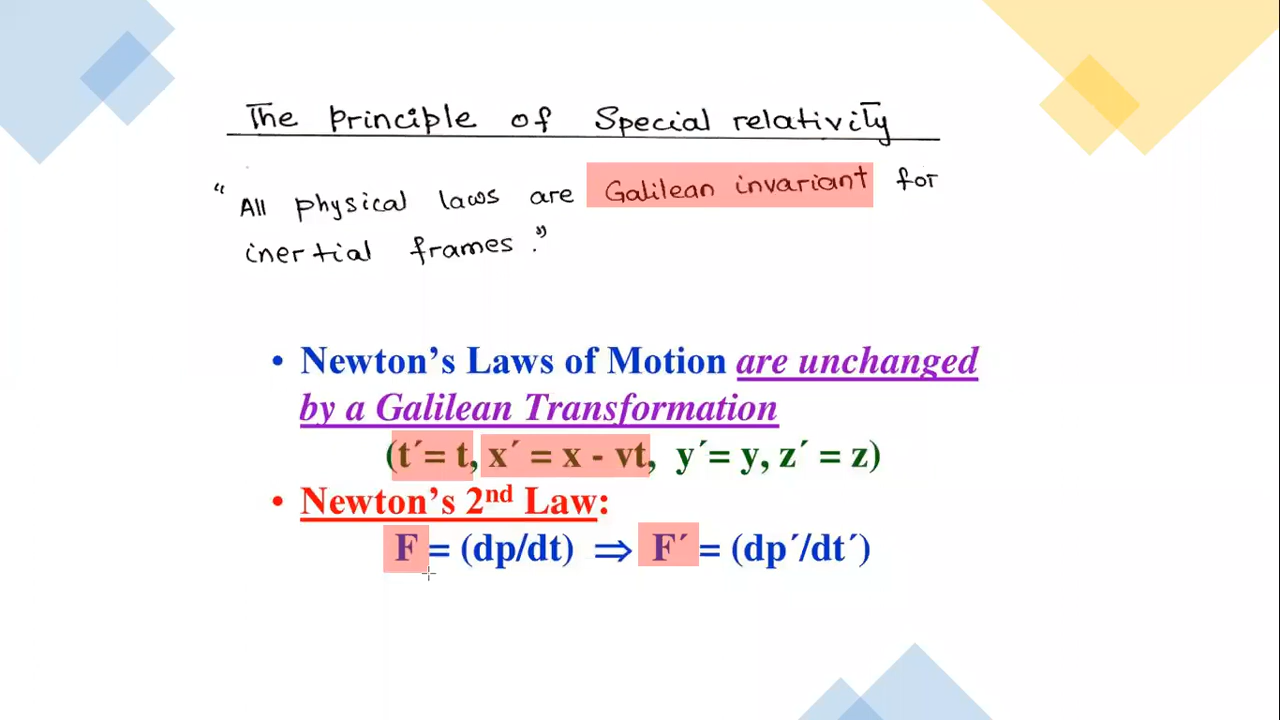 The principle of Special relativity
“ All physical laws are Galilean invariant for
inertial frames .”
• Newton’s Laws of Motion are unchanged
by a Galilean Transformation
(t´= t, x´ = x - vt, y´= y, z´ = z)
• Newton’s 2nd Law:
F = (dp/dt) ⇒ F´ = (dp´/dt´)